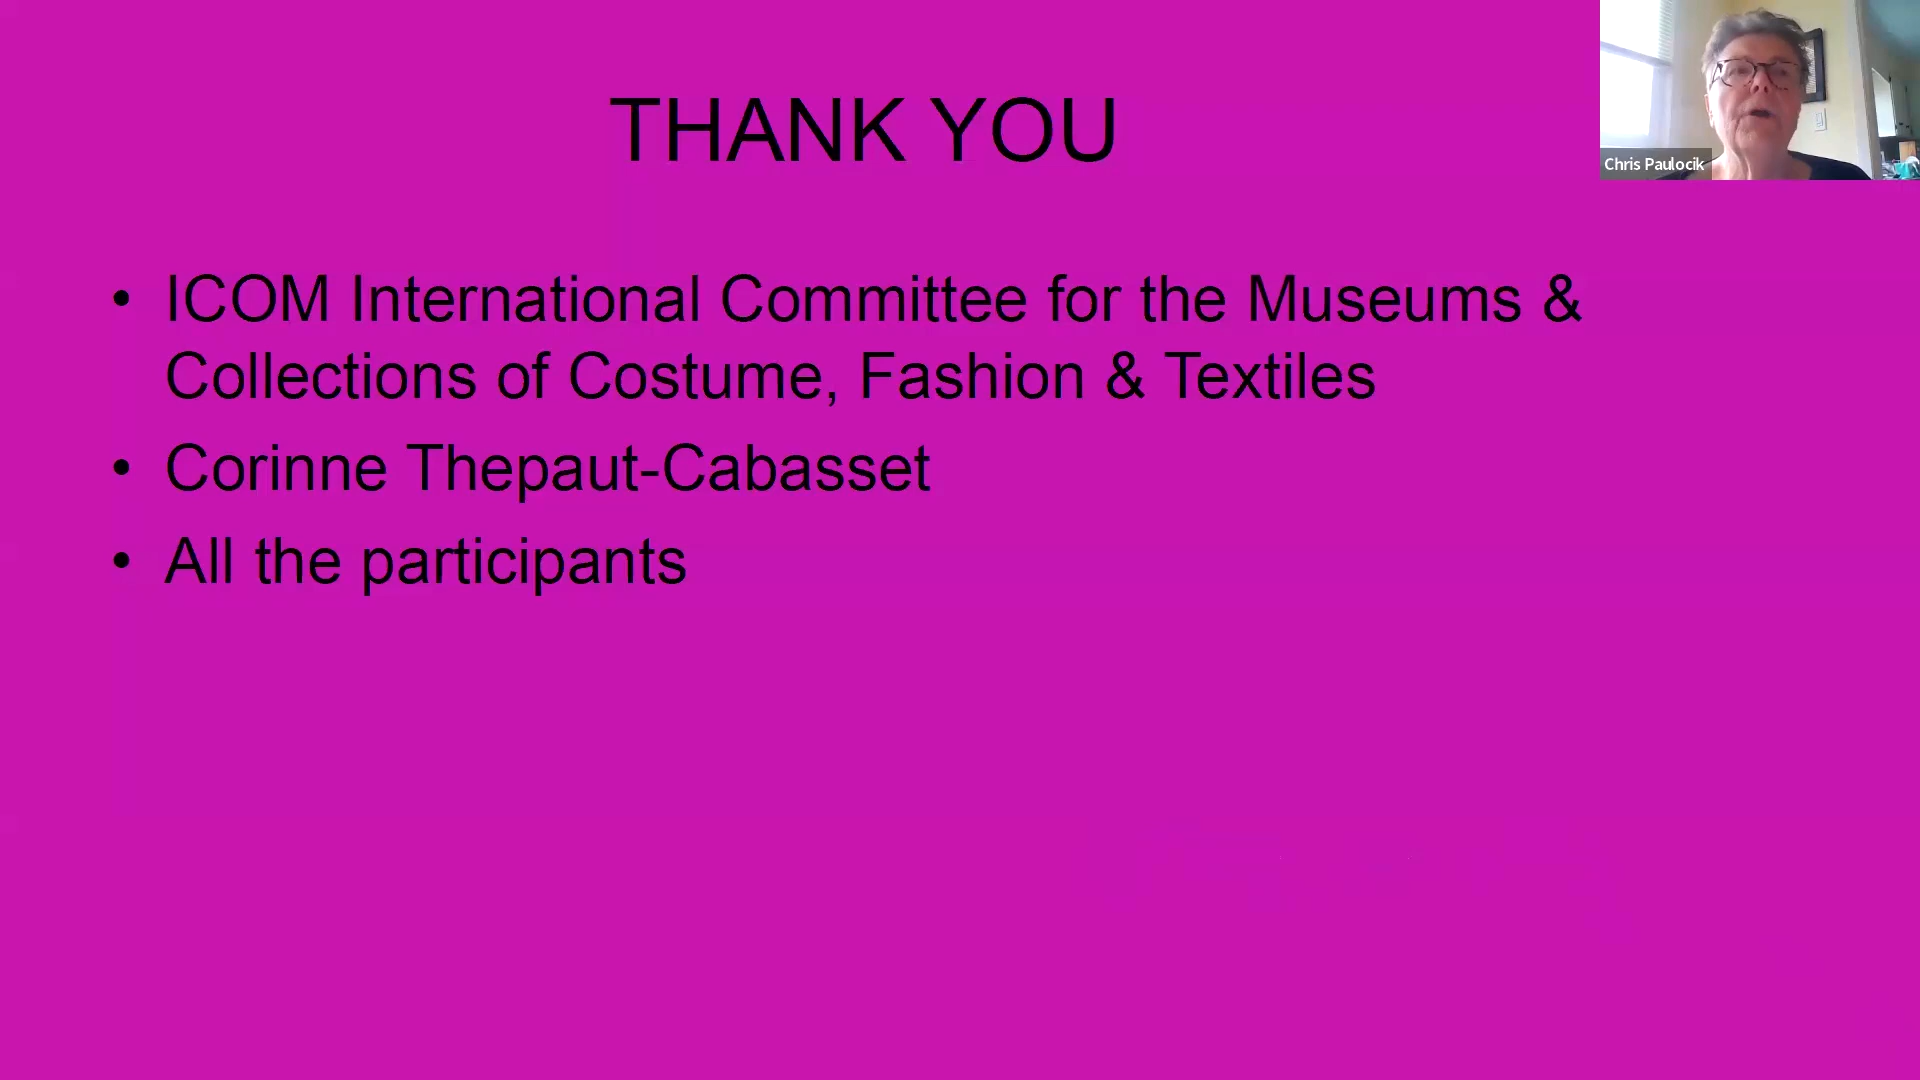 THANK YOU
Chris Paulocik
• ICOM International Committee for the Museums &
Collections of Costume, Fashion & Textiles
• Corinne Thepaut-Cabasset
• All the participants